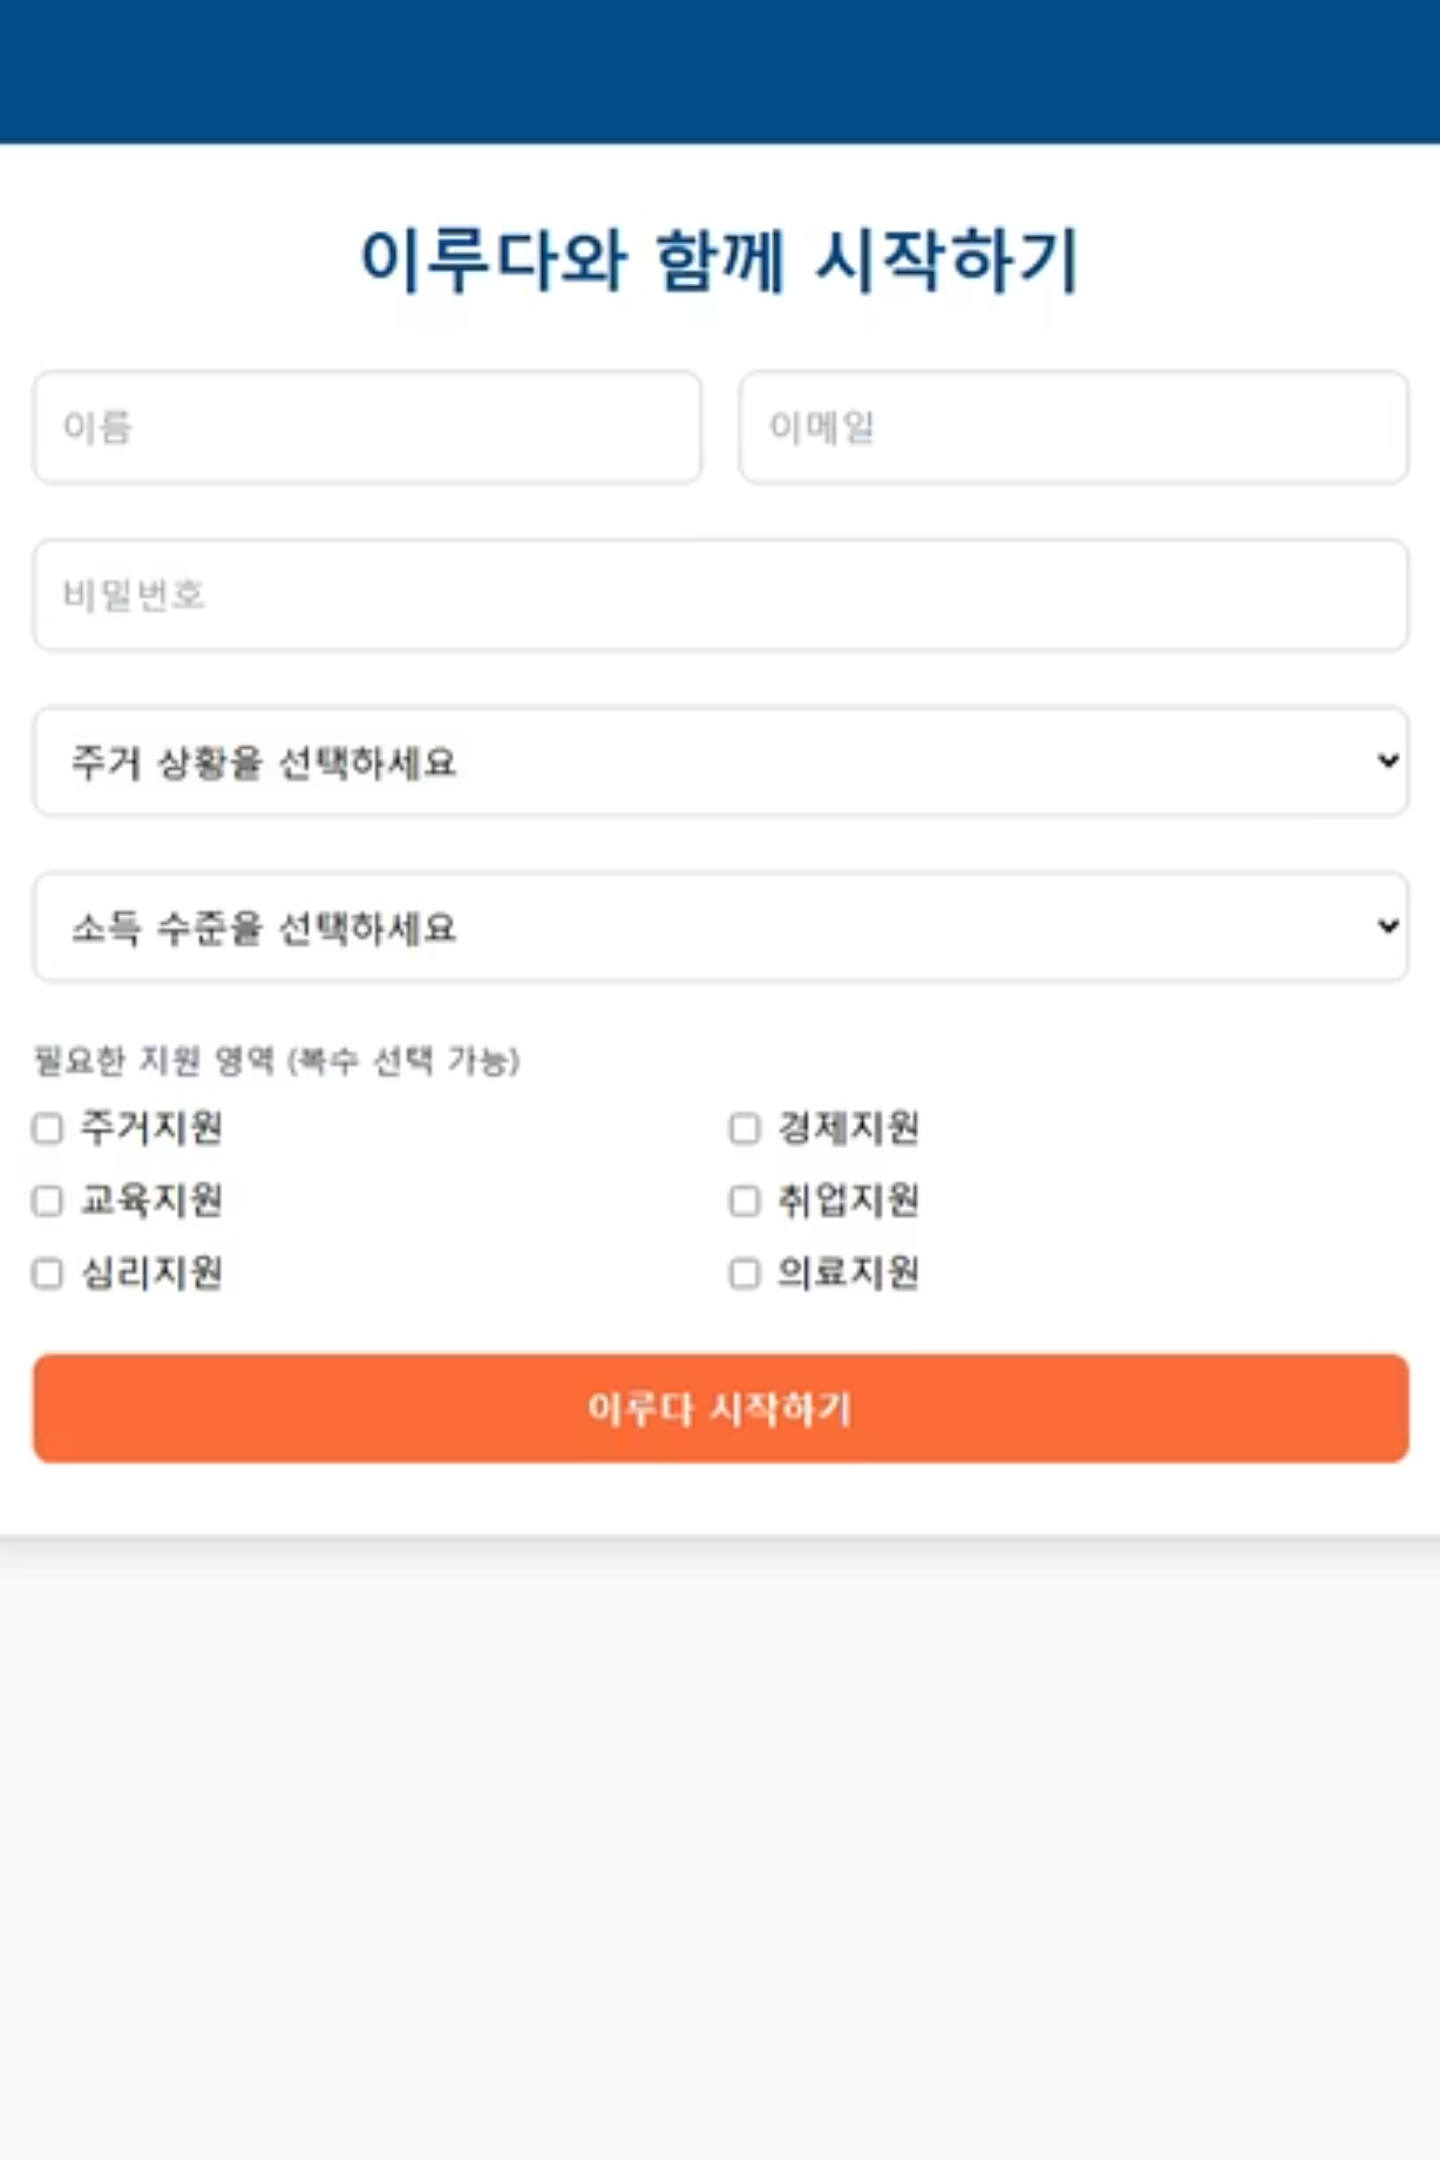 이루다와 함께 시작하기
이름 이메일
비밀번호
주거 상황을 선택하세요
소득 수준을 선택하세요
필요한 지원 영역 (복수 선택 가능)
주거지원 경제지원
교육지원 취업지원
심리지원 의료지원
이루다 시작하기